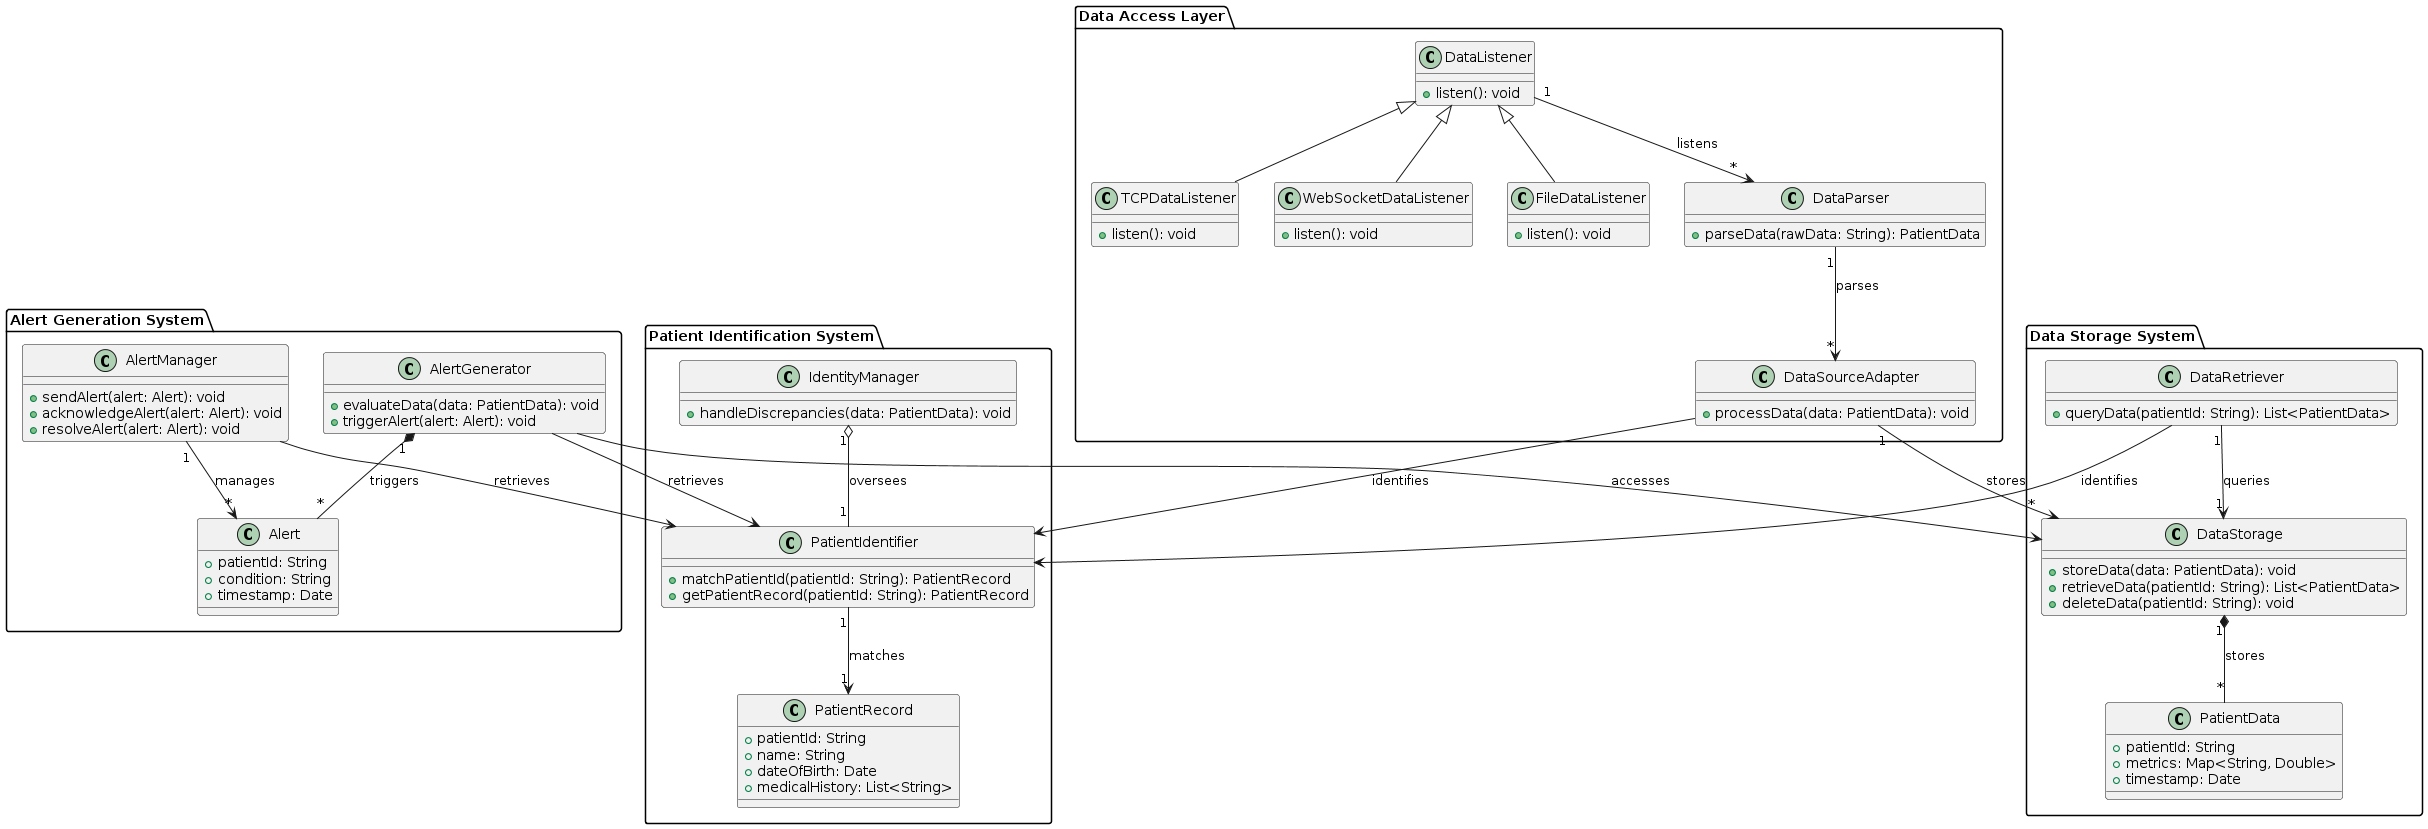 Data Access Layer
C DataListener
listen(): void
1
listens
*
C TCPDataListener
listen(): void
C WebSocketDataListener
listen(): void
C FileDataListener
listen(): void
C DataParser
parseData(rawData: String): PatientData
1
parses
*
C DataSourceAdapter
processData(data: PatientData): void
1
Alert Generation System
C AlertManager
sendAlert(alert: Alert): void
acknowledgeAlert(alert: Alert): void
resolveAlert(alert: Alert): void
C AlertGenerator
evaluateData(data: PatientData): void
triggerAlert(alert: Alert): void
1
1
manages
triggers
*
*
C Alert
patientId: String
condition: String
timestamp: Date
retrieves
retrieves
accesses
identifies
identifies
stores
*
Patient Identification System
C IdentityManager
handleDiscrepancies(data: PatientData): void
1
oversees
1
C PatientIdentifier
matchPatientId(patientId: String): PatientRecord
getPatientRecord(patientId: String): PatientRecord
1
matches
1
C PatientRecord
patientId: String
name: String
dateOfBirth: Date
medicalHistory: List<String>
Data Storage System
C DataRetriever
queryData(patientId: String): List<PatientData>
1
queries
1
C DataStorage
storeData(data: PatientData): void
retrieveData(patientId: String): List<PatientData>
deleteData(patientId: String): void
1
stores
*
C PatientData
patientId: String
metrics: Map<String, Double>
timestamp: Date